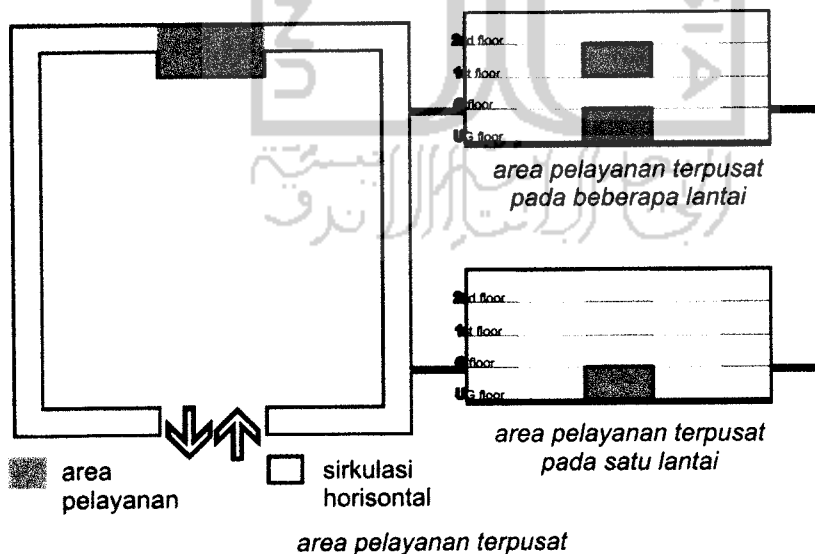 2nd floor
1st floor
G floor
UG floor
area pelayanan terpusat
pada beberapa lantai
2nd floor
1st floor
G floor
UG floor
area pelayanan terpusat
pada satu lantai
area
pelayanan
sirkulasi
horisontal
area pelayanan terpusat